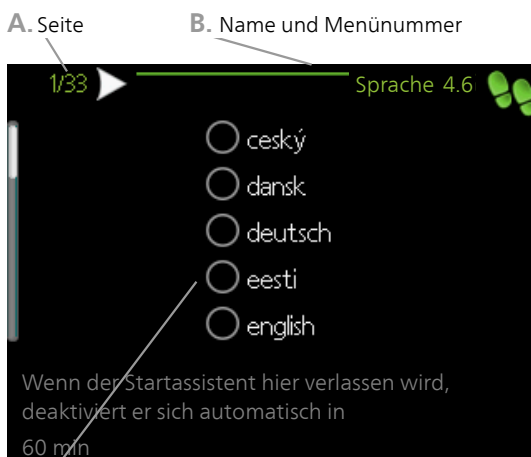 A. Seite
B. Name und Menünummer
1/33
Sprache 4.6
ceský
dansk
deutsch
eesti
english
Wenn der Startassistent hier verlassen wird,
deaktiviert er sich automatisch in
60 min